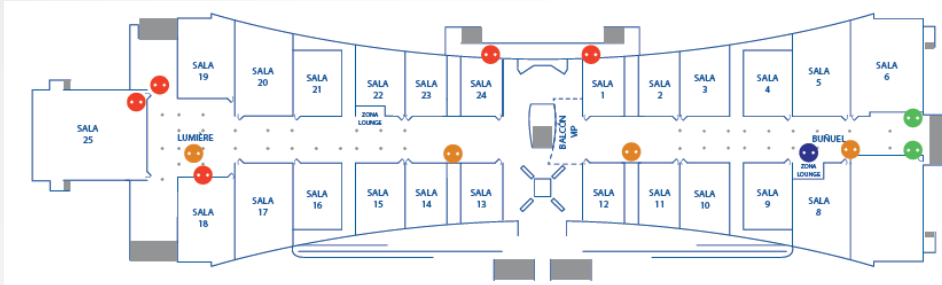 SALA
19
SALA
20
SALA
21
SALA
22
SALA
23
SALA
24
SALA
1
SALA
2
SALA
3
SALA
4
SALA
5
SALA
6
ZONA
LOUNGE
SALA
25
LUMIÈRE
BALCÓN
MP
BUÑUEL
ZONA
LOUNGE
SALA
18
SALA
17
SALA
16
SALA
15
SALA
14
SALA
13
SALA
12
SALA
11
SALA
10
SALA
9
SALA
8